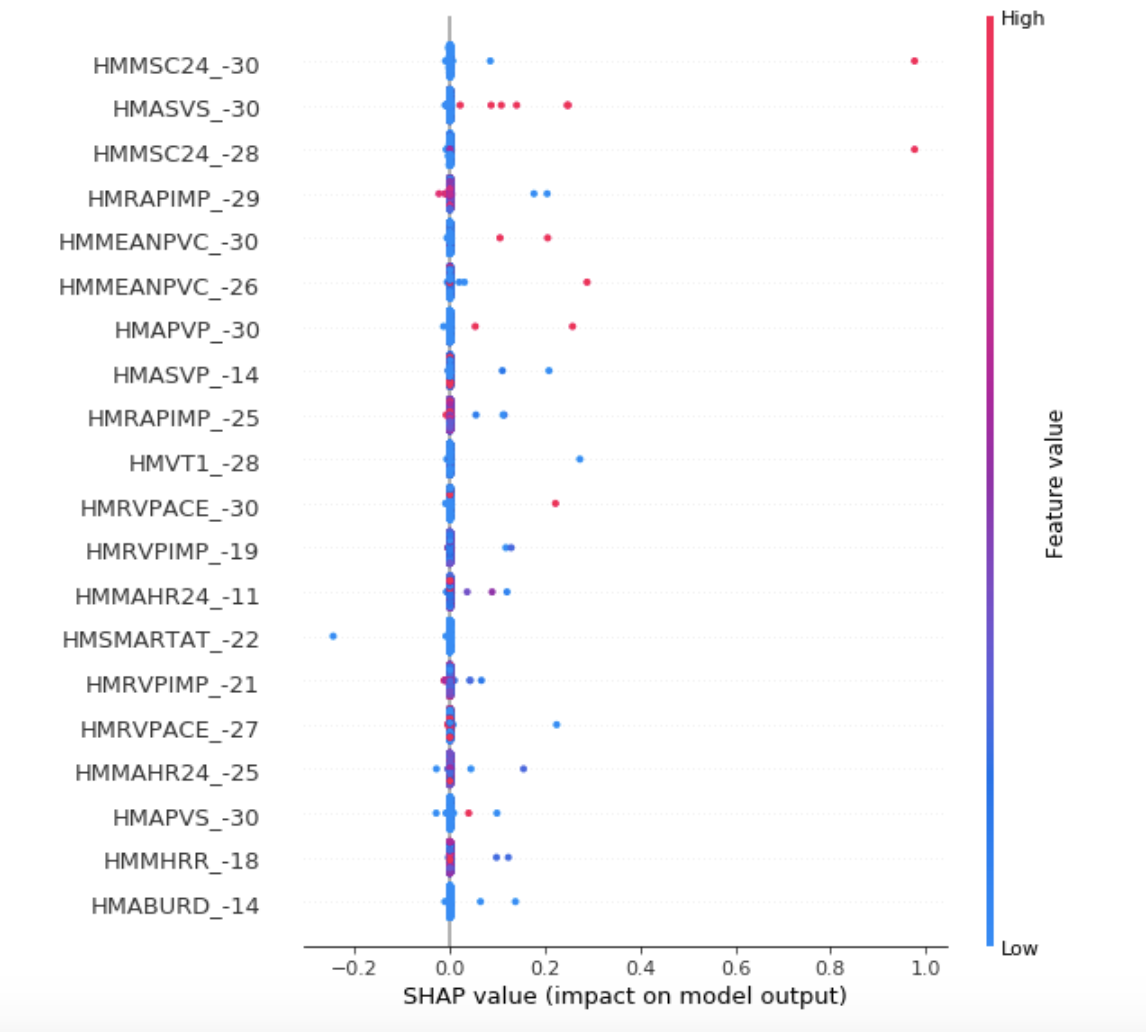 High
HMMSC24_-30
HMASVS_-30
HMMSC24_-28
HMRAPIMP_-29
HMMEANPVC_-30
HMMEANPVC_-26
HMAPVP_-30
HMASVP_-14
HMRAPIMP_-25
HMVT1_-28
HMRVPACE_-30
HMRVPIMP_-19
HMMAHR24_-11
HMSMARTAT_-22
HMRVPIMP_-21
HMRVPACE_-27
HMMAHR24_-25
HMAPVS_-30
HMMHRR_-18
HMABURD_-14
Feature value
Low
−0.2 0.0 0.2 0.4 0.6 0.8 1.0
SHAP value (impact on model output)